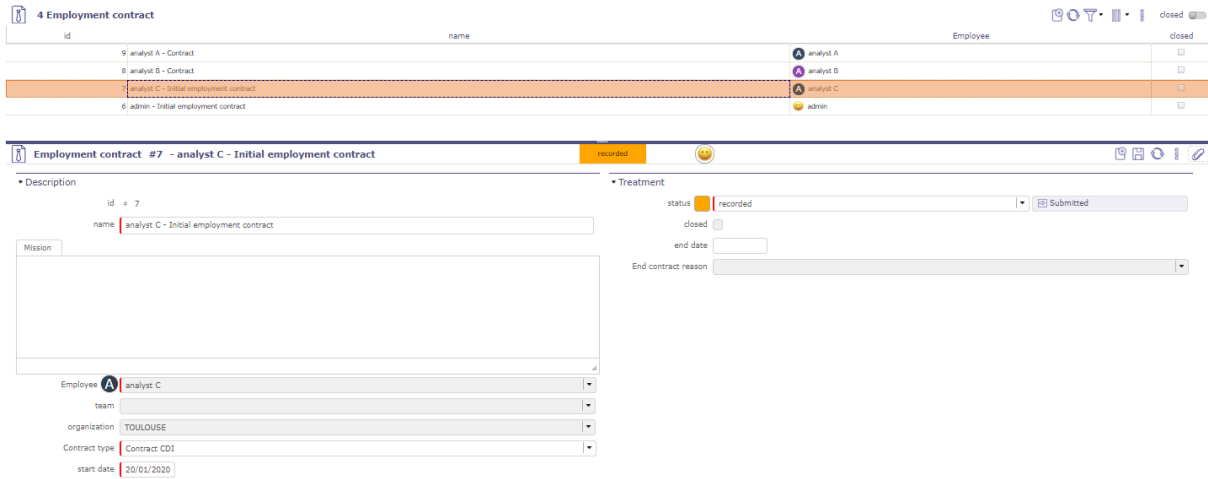 4 Employment contract
closed
id name Employee closed
9 analyst A - Contract A analyst A
8 analyst B - Contract A analyst B
7 analyst C - Initial employment contract A analyst C
6 admin - Initial employment contract admin
Employment contract #7 - analyst C - Initial employment contract recorded
Description
id # 7
name analyst C - Initial employment contract
Mission
Employee A analyst C
team
organization TOULOUSE
Contract type Contract CDI
start date 20/01/2020
Treatment
status recorded Submitted
closed
end date
End contract reason